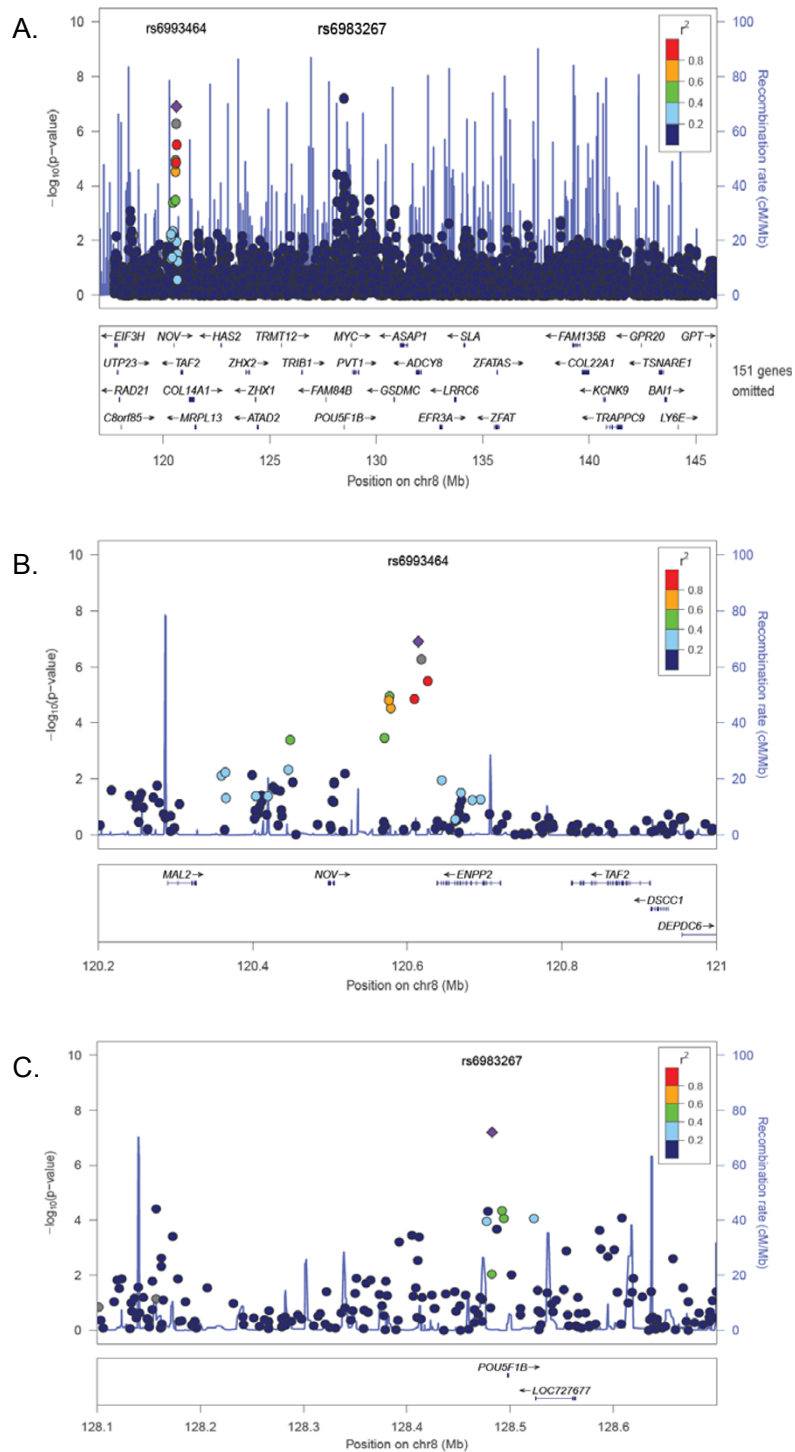 A.
rs6993464 rs6983267
r²
0.8
0.6
0.4
0.2
10
8
6
4
2
0
−log10(p-value)
100
80
60
40
20
0
Recombination rate (cM/Mb)
←EIF3H NOV→ ←HAS2 TRMT12→ MYC→ ←ASAP1 ←SLA ←FAM135B ←GPR20 GPT→
UTP23→ ←TAF2 ZHX2→ TRIB1→ PVT1→ ←ADCY8 ZFATAS→ ←COL22A1 ←TSNARE1
←RAD21 COL14A1→ ←ZHX1 ←FAM84B ←GSDMC ←LRRC6 ←KCNK9 BAI1→
C8orf85→ ←MRPL13 ←ATAD2 POU5F1B→ EFR3A→ ←ZFAT ←TRAPPC9 LY6E→
151 genes
omitted
120 125 130 135 140 145
Position on chr8 (Mb)
B.
rs6993464
r²
0.8
0.6
0.4
0.2
10
8
6
4
2
0
−log10(p-value)
100
80
60
40
20
0
Recombination rate (cM/Mb)
MAL2→ NOV→ ←ENPP2 ←TAF2
←DSCC1
DEPDC6→
120.2 120.4 120.6 120.8 121
Position on chr8 (Mb)
C.
rs6983267
r²
0.8
0.6
0.4
0.2
10
8
6
4
2
0
−log10(p-value)
100
80
60
40
20
0
Recombination rate (cM/Mb)
POU5F1B→
←LOC727677
128.1 128.2 128.3 128.4 128.5 128.6
Position on chr8 (Mb)